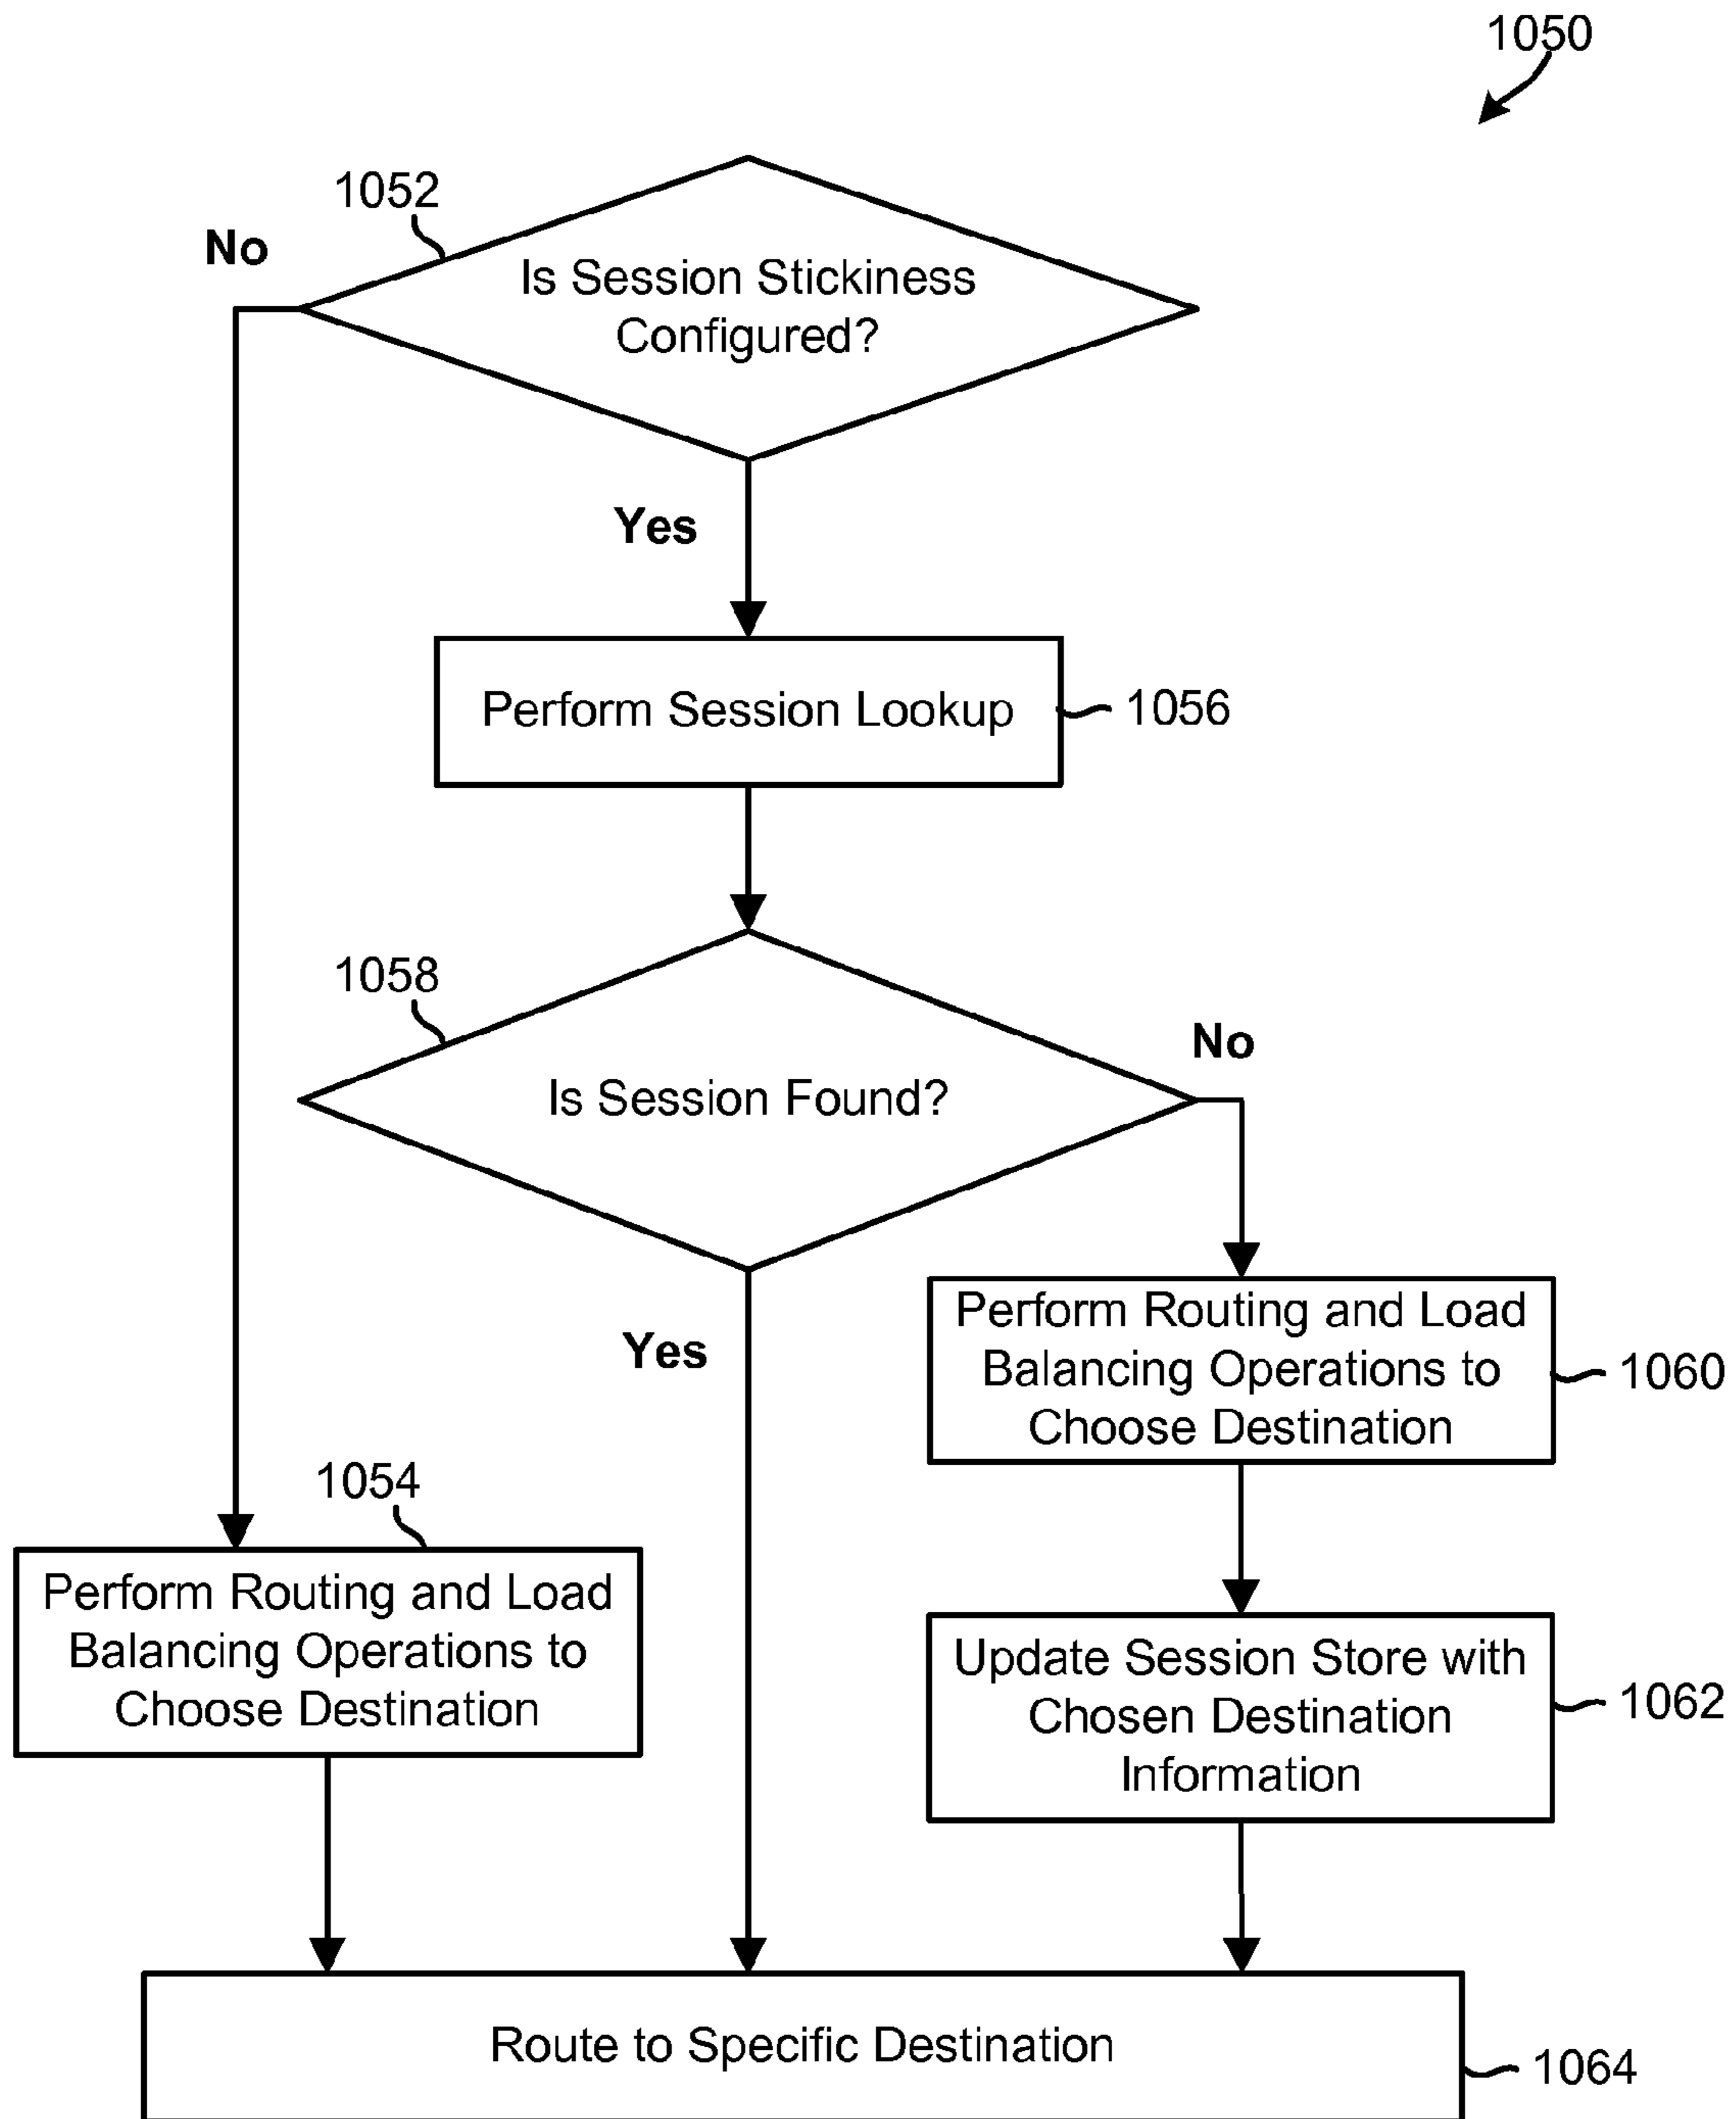 1050
1052
No
Is Session Stickiness
Configured?
Yes
Perform Session Lookup
1056
1058
No
Is Session Found?
Yes
Perform Routing and Load
Balancing Operations to
Choose Destination
1060
1054
Perform Routing and Load
Balancing Operations to
Choose Destination
Update Session Store with
Chosen Destination
Information
1062
Route to Specific Destination
1064